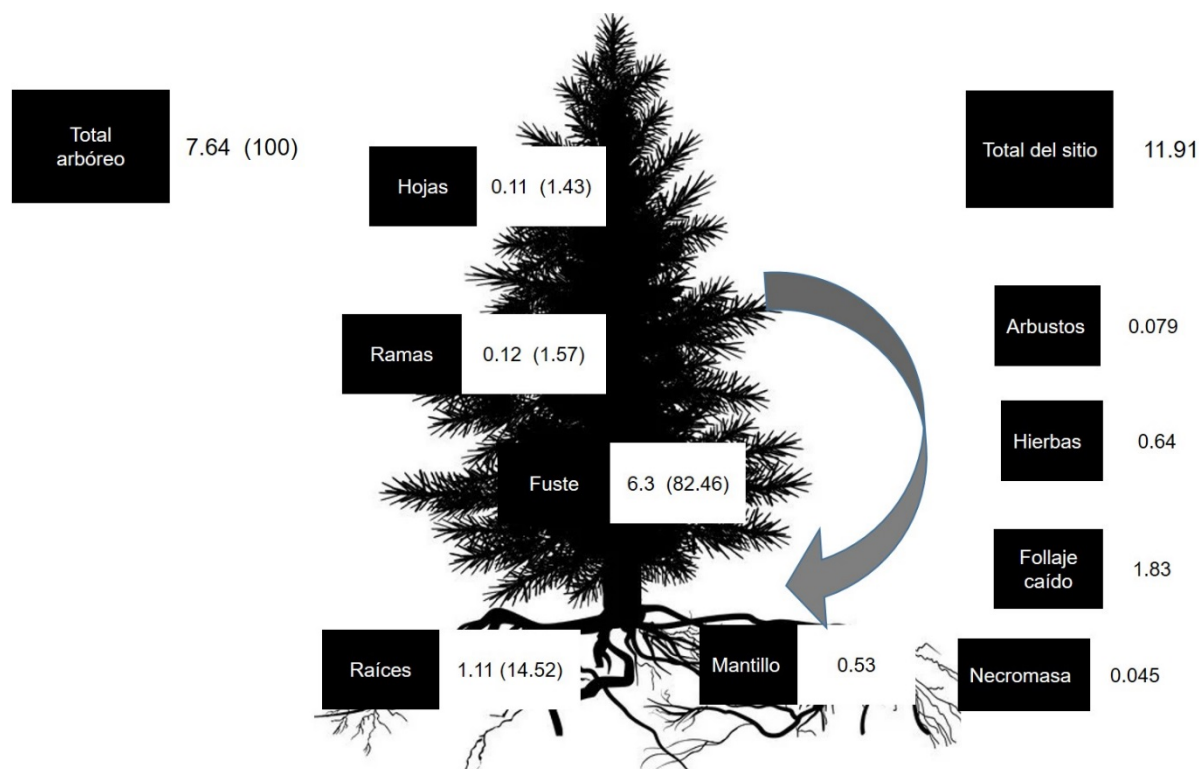 Total
arbóreo
7.64 (100)
Total del sitio
11.91
Hojas
0.11 (1.43)
Ramas
0.12 (1.57)
Arbustos
0.079
Hierbas
0.64
Fuste
6.3 (82.46)
Follaje
caído
1.83
Raíces
1.11 (14.52)
Mantillo
0.53
Necromasa
0.045